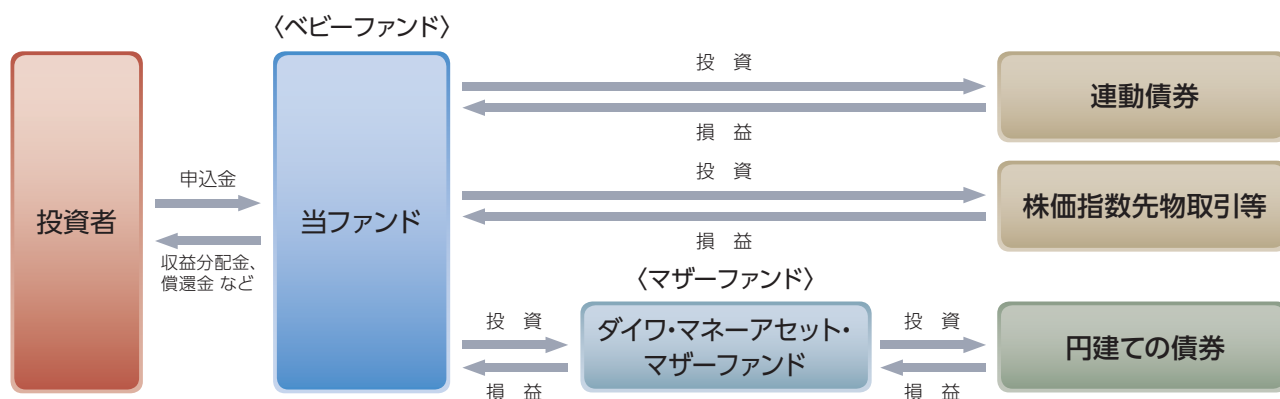 〈ベビーファンド〉
投資者
申込金
収益分配金、
償還金 など
当ファンド
投　資
損　益
連動債券
投　資
損　益
株価指数先物取引等
〈マザーファンド〉
投　資
損　益
ダイワ・マネーアセット・
マザーファンド
投　資
損　益
円建ての債券